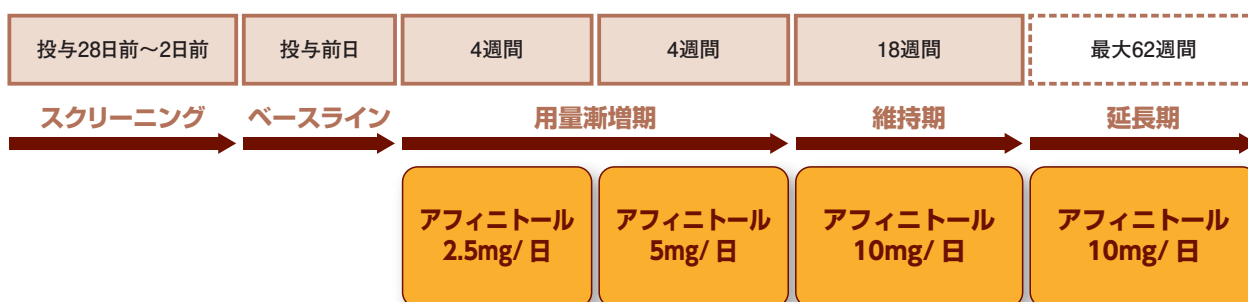 投与28日前～2日前
投与前日
4週間
4週間
18週間
最大62週間
スクリーニング
ベースライン
用量漸増期
維持期
延長期
アフィニトール
2.5mg/ 日
アフィニトール
5mg/ 日
アフィニトール
10mg/ 日
アフィニトール
10mg/ 日